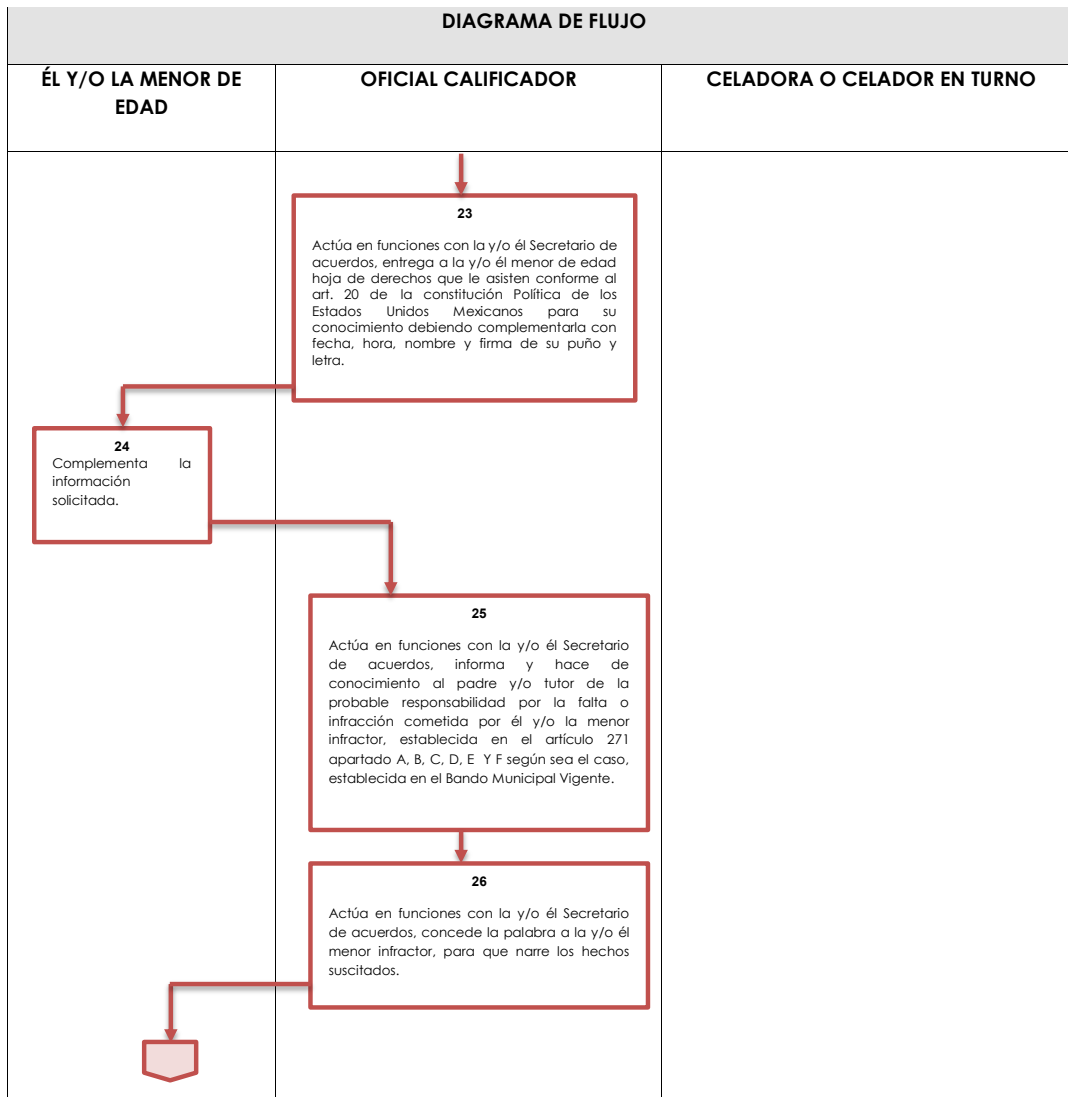 DIAGRAMA DE FLUJO
ÉL Y/O LA MENOR DE
EDAD
OFICIAL CALIFICADOR
CELADORA O CELADOR EN TURNO
23
Actúa en funciones con la y/o él Secretario de
acuerdos, entrega a la y/o él menor de edad
hoja de derechos que le asisten conforme al
art. 20 de la constitución Política de los
Estados Unidos Mexicanos para su
conocimiento debiendo complementarla con
fecha, hora, nombre y firma de su puño y
letra.
24
Complementa la
información
solicitada.
25
Actúa en funciones con la y/o él Secretario
de acuerdos, informa y hace de
conocimiento al padre y/o tutor de la
probable responsabilidad por la falta o
infracción cometida por él y/o la menor
infractor, establecida en el artículo 271
apartado A, B, C, D, E Y F según sea el caso,
establecida en el Bando Municipal Vigente.
26
Actúa en funciones con la y/o él Secretario
de acuerdos, concede la palabra a la y/o él
menor infractor, para que narre los hechos
suscitados.